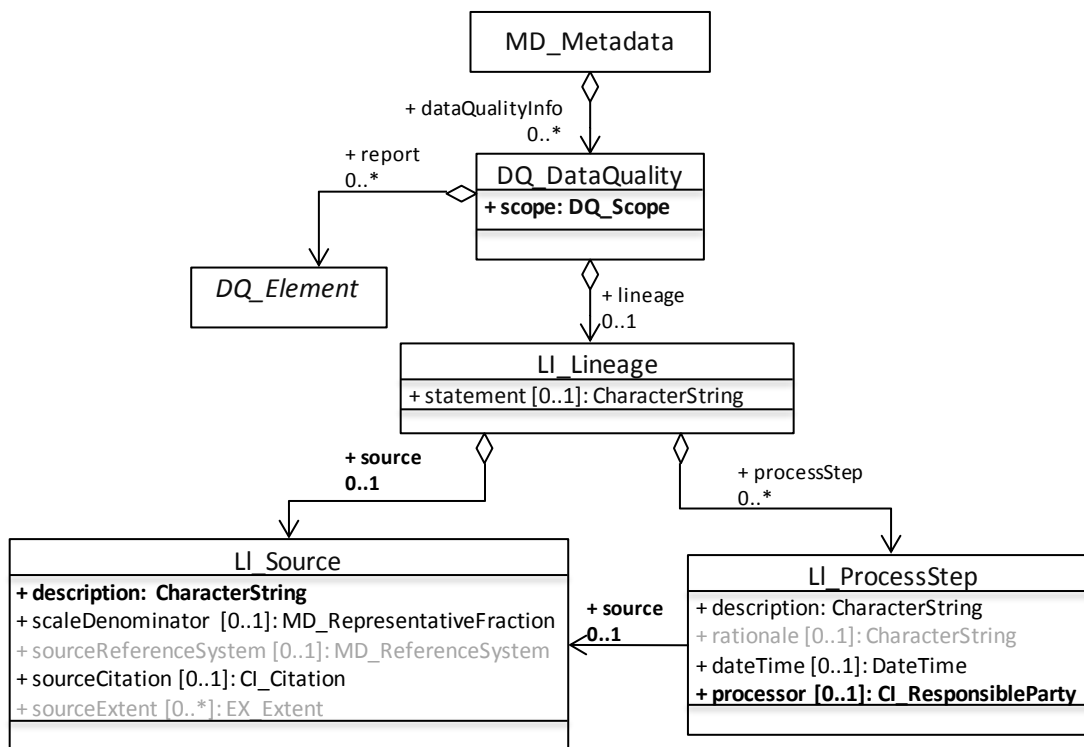 MD_Metadata
+ dataQualityInfo
0..*
+ report
0..*
DQ_DataQuality
+ scope: DQ_Scope
DQ_Element
+ lineage
0..1
LI_Lineage
+ statement [0..1]: CharacterString
+ source
0..1
+ processStep
0..*
Ll_Source
+ description: CharacterString
+ scaleDenominator [0..1]: MD_RepresentativeFraction
+ sourceReferenceSystem [0..1]: MD_ReferenceSystem
+ sourceCitation [0..1]: CI_Citation
+ sourceExtent [0..*]: EX_Extent
+ source
0..1
Ll_ProcessStep
+ description: CharacterString
+ rationale [0..1]: CharacterString
+ dateTime [0..1]: DateTime
+ processor [0..1]: CI_ResponsibleParty